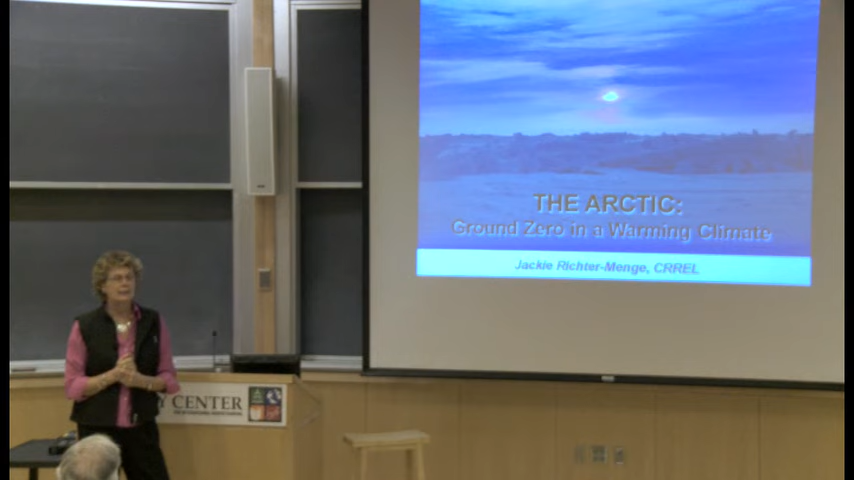 THE ARCTIC:
Ground Zero in a Warming Climate
Jackie Richter-Menge, CRREL
Y CENTER